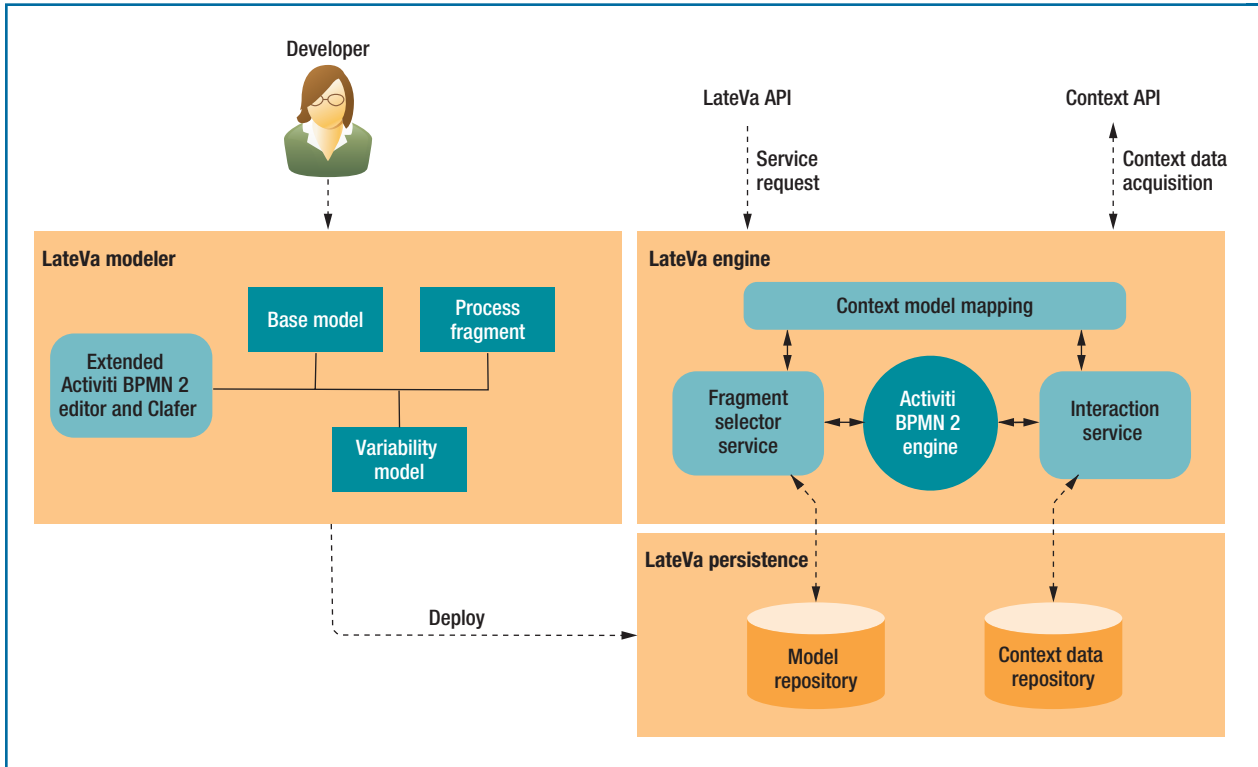 Developer
LateVa API
Context API
Service
request
Context data
acquisition
LateVa modeler
Base model
Process
fragment
Extended
Activiti BPMN 2
editor and Clafer
Variability
model
LateVa engine
Context model mapping
Fragment
selector
service
Activiti
BPMN 2
engine
Interaction
service
Deploy
LateVa persistence
Model
repository
Context data
repository